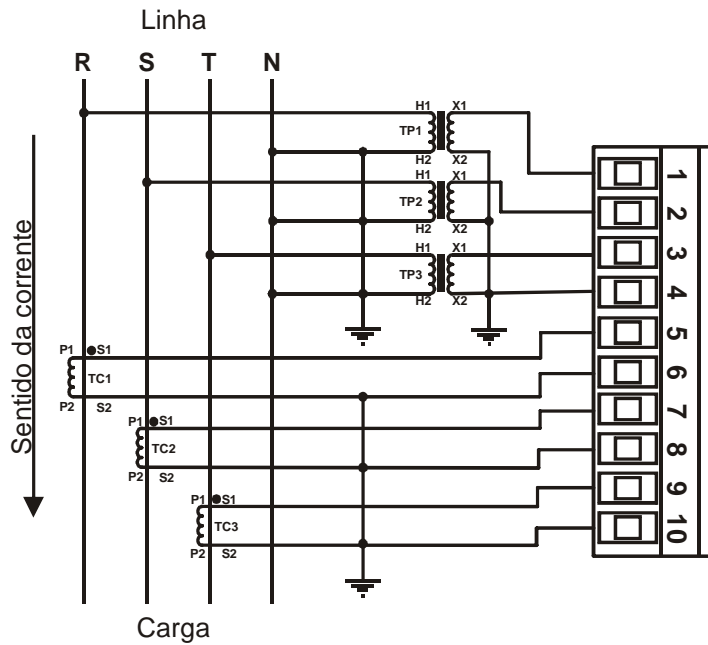 Linha
R S T N
H1 X1
TP1
H2 X2
H1 X1
TP2
H2 X2
H1 X1
TP3
H2 X2
1
2
3
4
5
6
7
8
9
10
Sentido da corrente
P1 S1
TC1
P2 S2
P1 S1
TC2
P2 S2
P1 S1
TC3
P2 S2
Carga